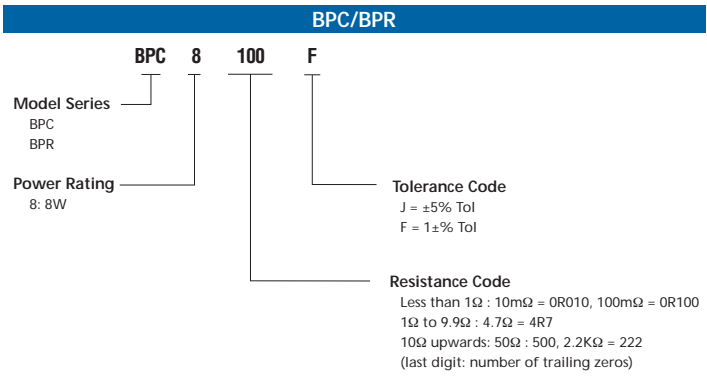 BPC/BPR
BPC 8 100 F
Model Series
BPC
BPR
Power Rating
8: 8W
Tolerance Code
J = ±5% Tol
F = 1±% Tol
Resistance Code
Less than 1Ω : 10mΩ = 0R010, 100mΩ = 0R100
1Ω to 9.9Ω : 4.7Ω = 4R7
10Ω upwards: 50Ω : 500, 2.2KΩ = 222
(last digit: number of trailing zeros)